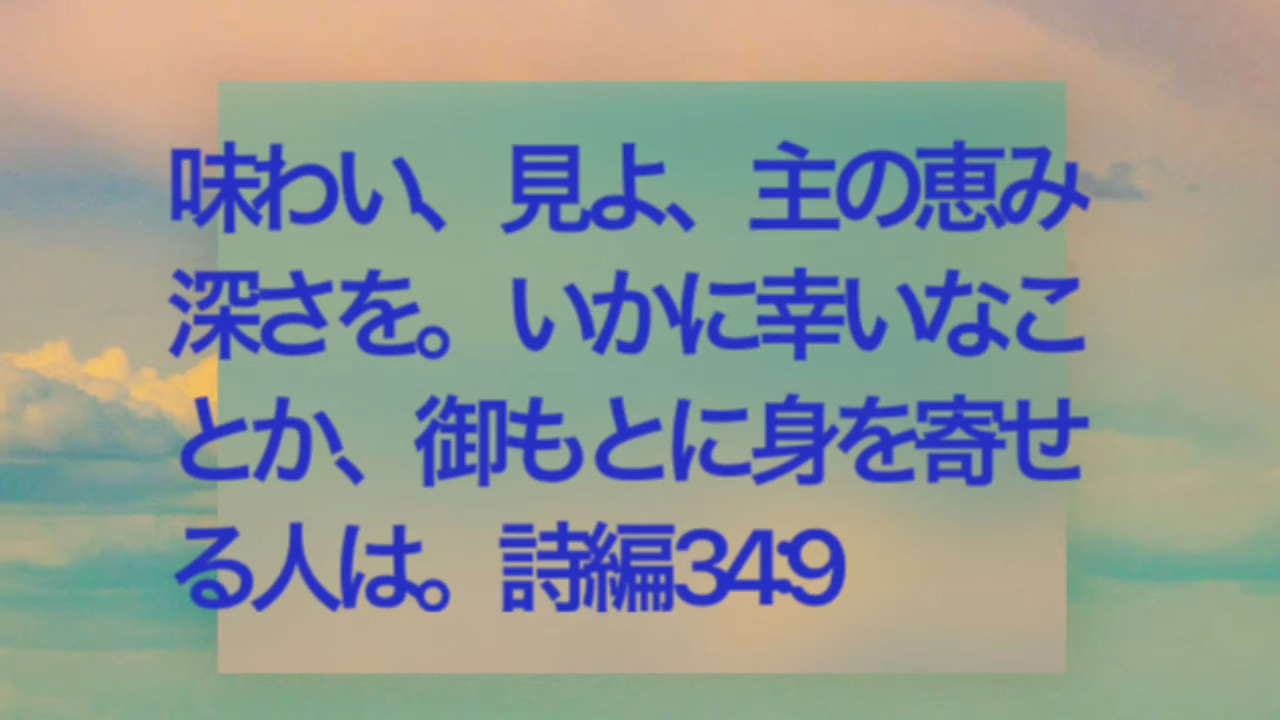 味わい、見よ、主の恵み
深さを。いかに幸いなこ
とか、御もとに身を寄せ
る人は。詩編34:9